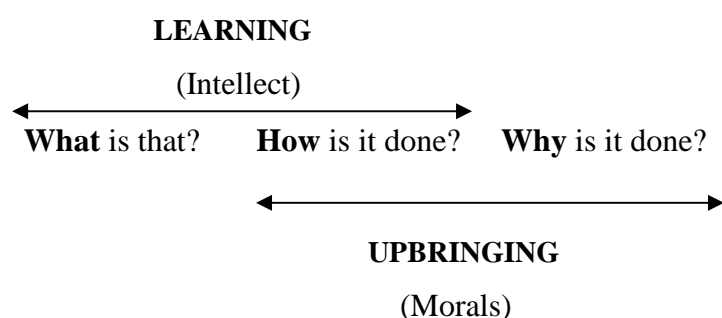 LEARNING
(Intellect)
What is that? How is it done? Why is it done?
UPBRINGING
(Morals)